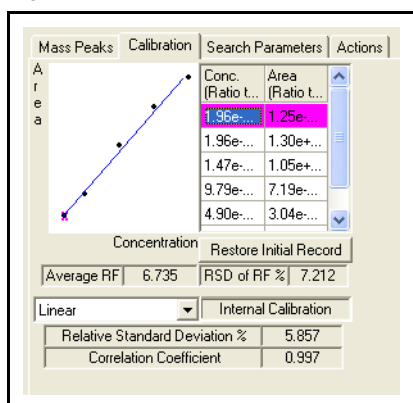 Mass Peaks Calibration Search Parameters Actions
Area
Conc. (Ratio t... Area (Ratio t...
1.96e-... 1.25e-...
1.96e-... 1.30e+...
1.47e-... 1.05e+...
9.79e-... 7.19e-...
4.90e-... 3.04e-...
Concentration Restore Initial Record
Average RF 6.735 RSD of RF % 7.212
Linear Internal Calibration
Relative Standard Deviation % 5.857
Correlation Coefficient 0.997